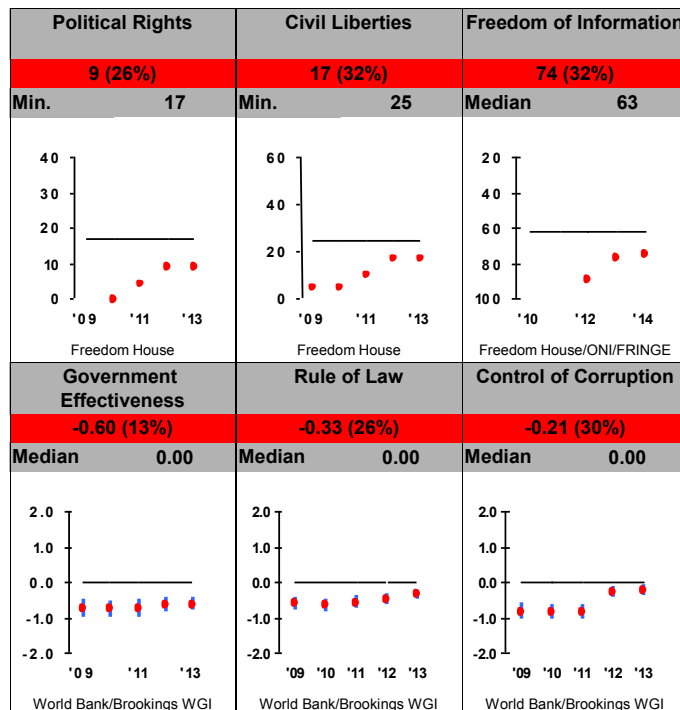 Political Rights
9 (26%)
Min. 17
40
30
20
10
0
'09 '11 '13
Freedom House
Civil Liberties
17 (32%)
Min. 25
60
40
20
0
'09 '11 '13
Freedom House
Freedom of Information
74 (32%)
Median 63
20
40
60
80
100
'10 '12 '14
Freedom House/ONI/FRINGE
Government
Effectiveness
-0.60 (13%)
Median 0.00
2.0
1.0
0.0
-1.0
-2.0
'09 '11 '13
World Bank/Brookings WGI
Rule of Law
-0.33 (26%)
Median 0.00
2.0
1.0
0.0
-1.0
-2.0
'09 '10 '11 '12 '13
World Bank/Brookings WGI
Control of Corruption
-0.21 (30%)
Median 0.00
2.0
1.0
0.0
-1.0
-2.0
'09 '10 '11 '12 '13
World Bank/Brookings WGI